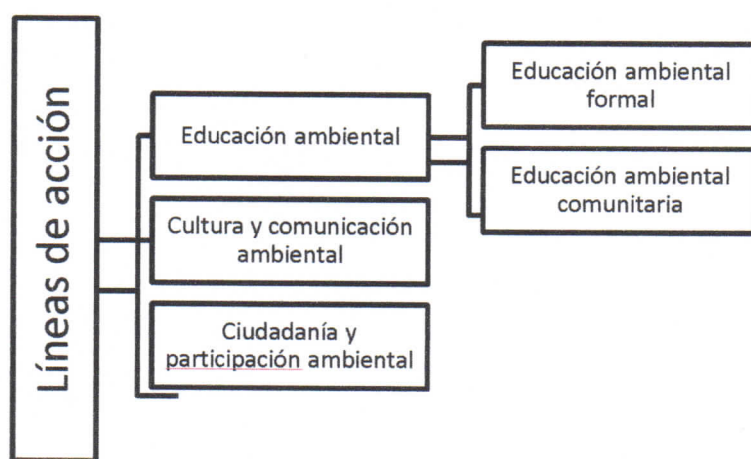 Líneas de acción
Educación ambiental
Cultura y comunicación
ambiental
Ciudadanía y
participación ambiental
Educación ambiental
formal
Educación ambiental
comunitaria